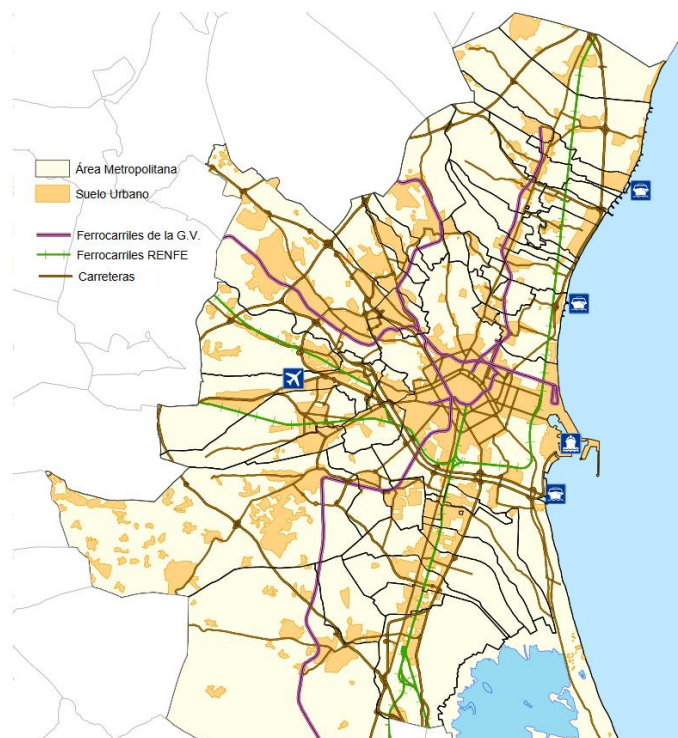 Área Metropolitana
Suelo Urbano
Ferrocarriles de la G.V.
Ferrocarriles RENFE
Carreteras